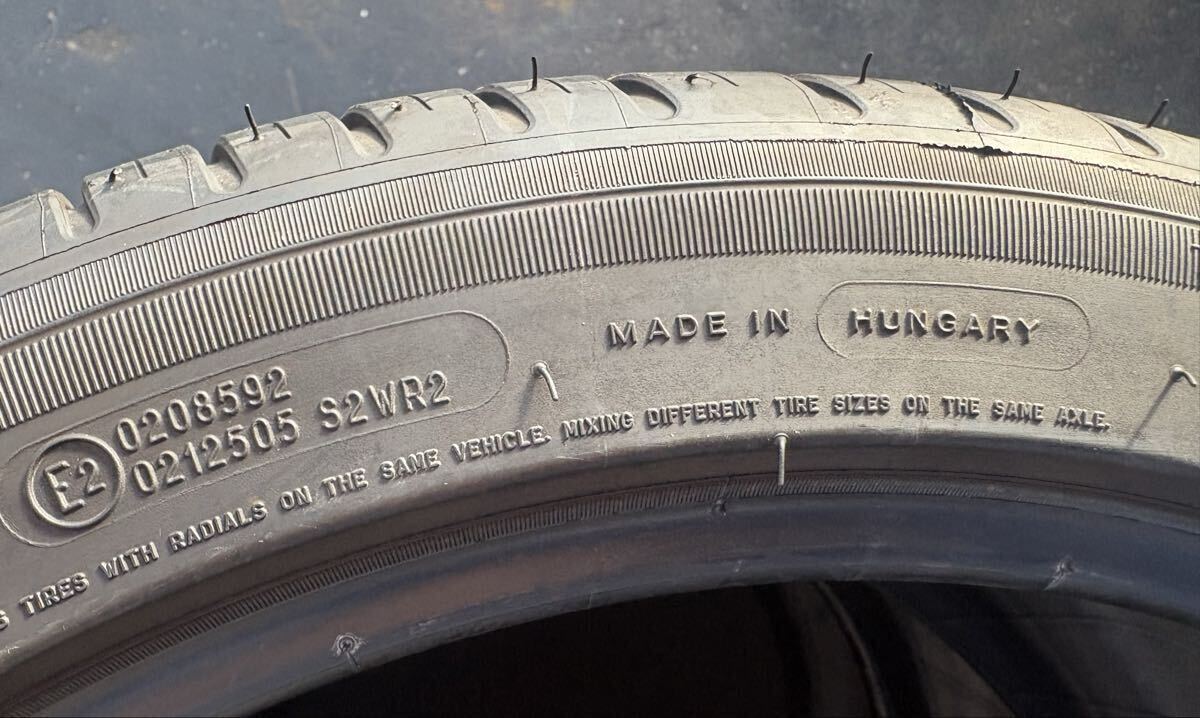 MADE IN HUNGARY
E2
0208592
0212505 S2WR2
TIRES WITH RADIALS ON THE SAME VEHICLE. MIXING DIFFERENT TIRE SIZES ON THE SAME AXLE.